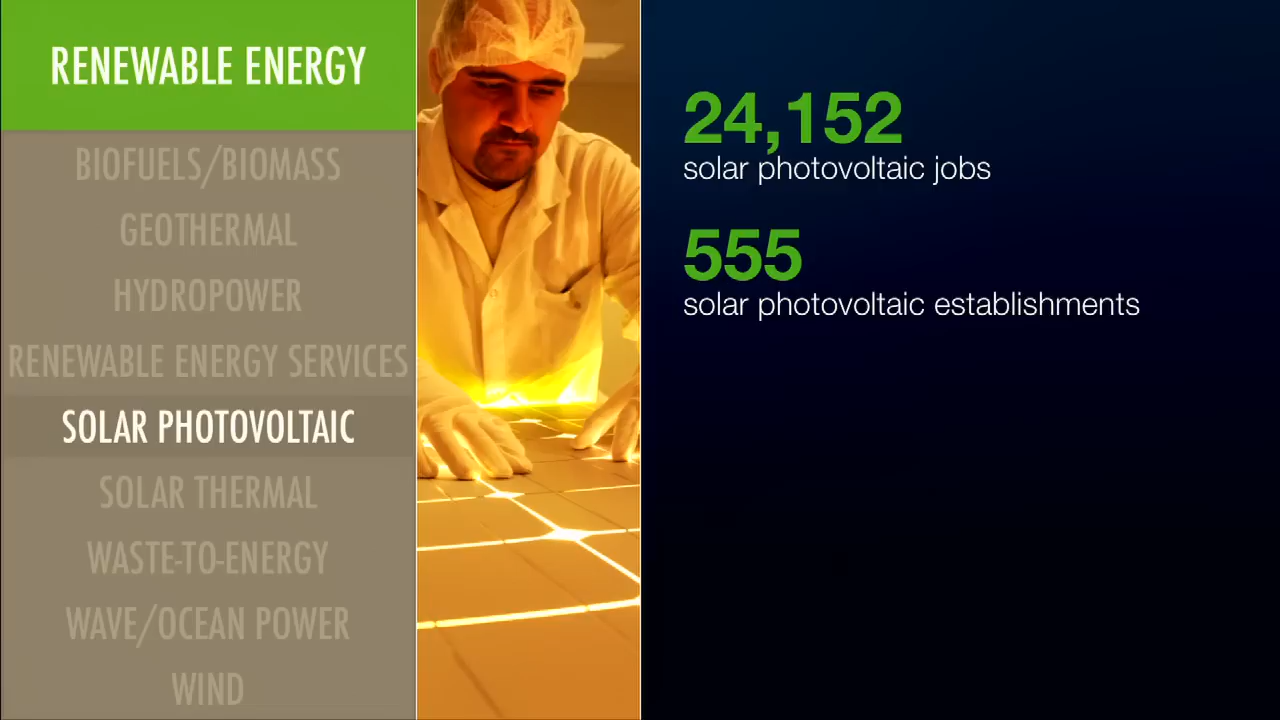 RENEWABLE ENERGY
BIOFUELS/BIOMASS
GEOTHERMAL
HYDROPOWER
RENEWABLE ENERGY SERVICES
SOLAR PHOTOVOLTAIC
SOLAR THERMAL
WASTE-TO-ENERGY
WAVE/OCEAN POWER
WIND
24,152
solar photovoltaic jobs
555
solar photovoltaic establishments